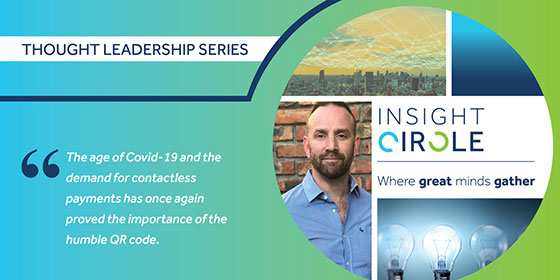 THOUGHT LEADERSHIP SERIES
INSIGHT
CIRCLE
Where great minds gather
“ The age of Covid-19 and the
demand for contactless
payments has once again
proved the importance of the
humble QR code.